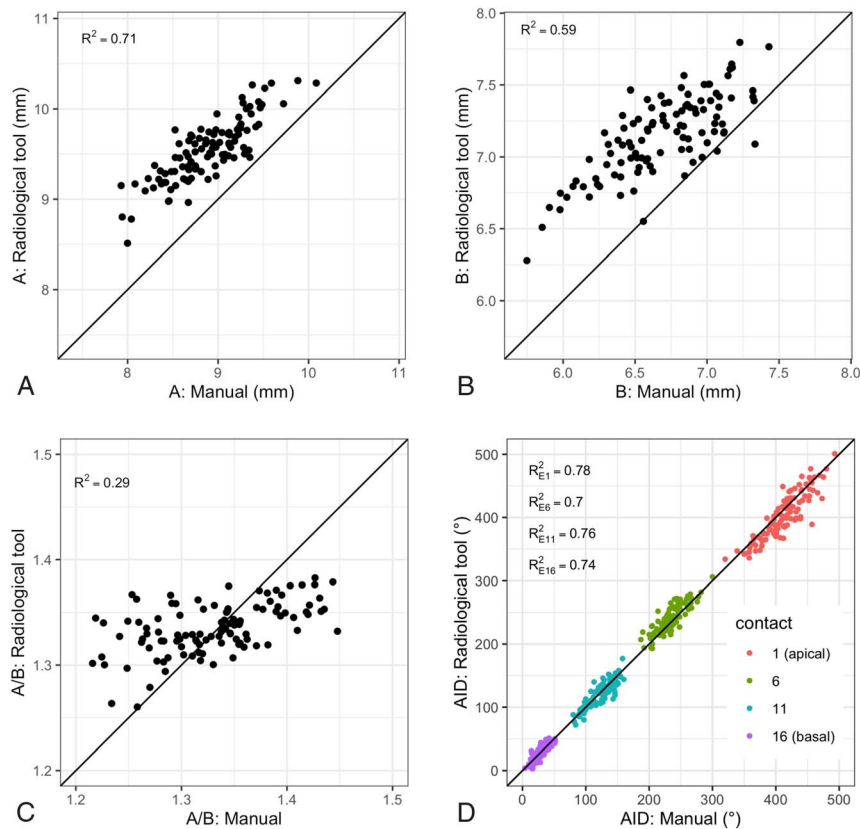 11
10
9
8
A: Radiological tool (mm)
R² = 0.71
8 9 10 11
A: Manual (mm)
A
8.0
7.5
7.0
6.5
6.0
B: Radiological tool (mm)
R² = 0.59
6.0 6.5 7.0 7.5 8.0
B: Manual (mm)
B
1.5
1.4
1.3
1.2
A/B: Radiological tool
R² = 0.29
1.2 1.3 1.4 1.5
A/B: Manual
C
500
400
300
200
100
0
AID: Radiological tool (°)
R²E1 = 0.78
R²E6 = 0.7
R²E11 = 0.76
R²E16 = 0.74
contact
1 (apical)
6
11
16 (basal)
0 100 200 300 400 500
AID: Manual (°)
D